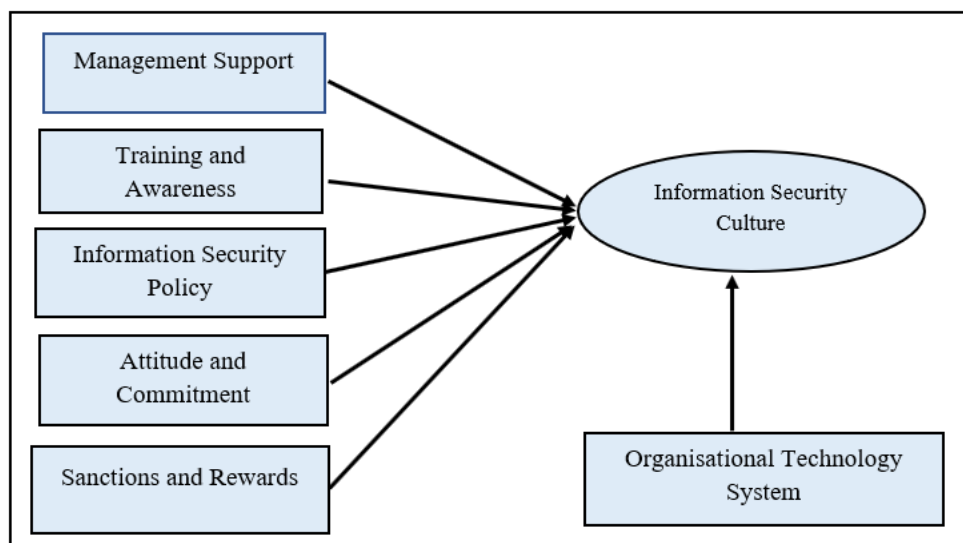 Management Support
Training and
Awareness
Information Security
Policy
Attitude and
Commitment
Sanctions and Rewards
Information Security
Culture
Organisational Technology
System